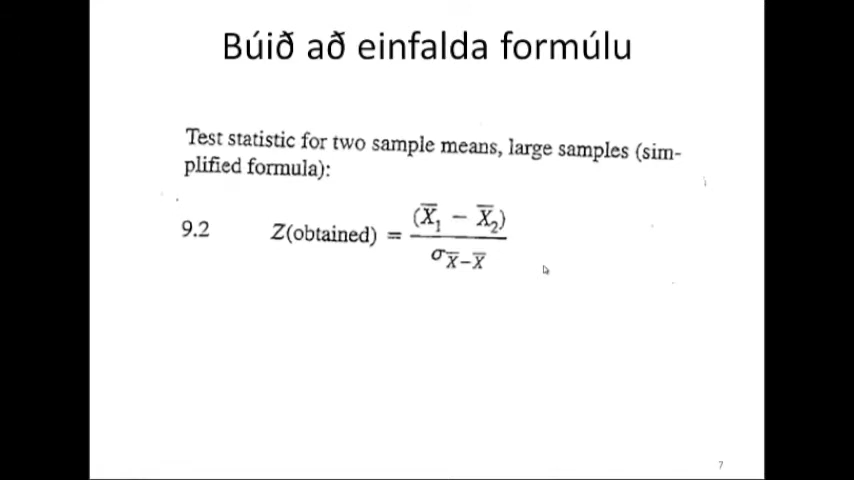 Búið að einfalda formúlu
Test statistic for two sample means, large samples (sim-
plified formula):
9.2 Z(obtained) = (X̅₁ − X̅₂) / σ X̅−X̅
7